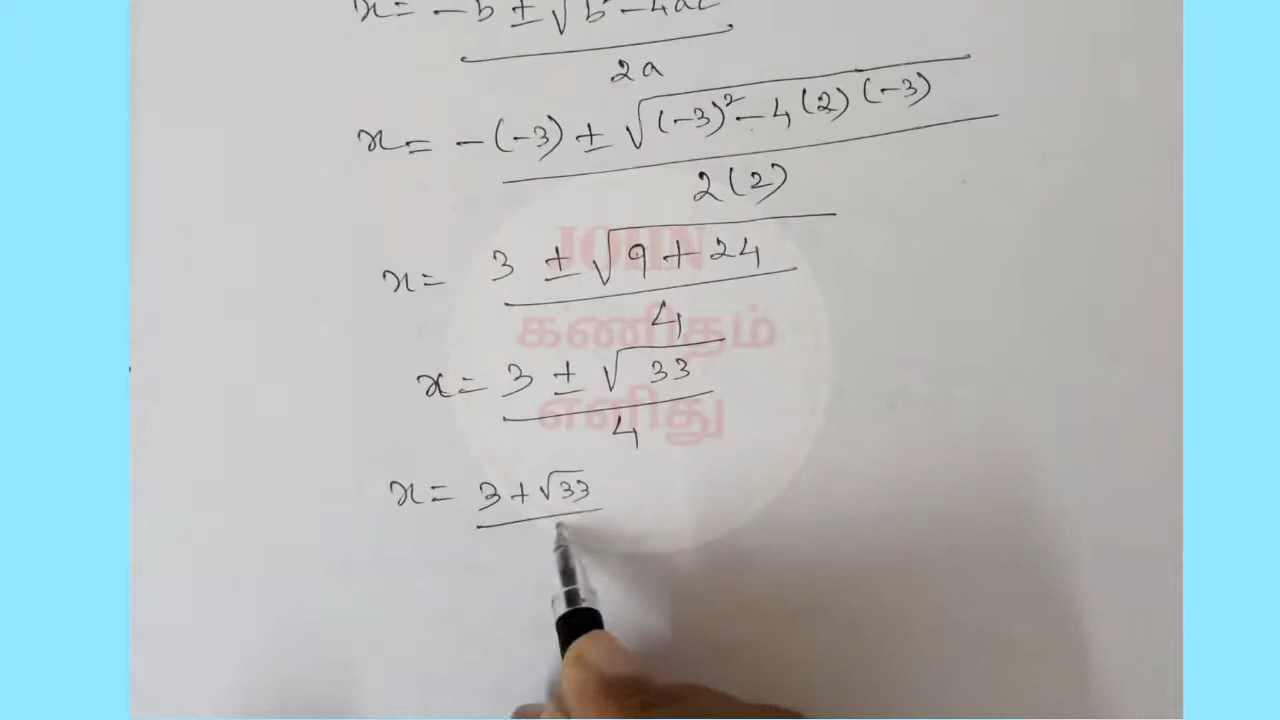 x = -b ± √b² - 4ac
2a
x = -(-3) ± √(-3)² - 4(2)(-3)
2(2)
x = 3 ± √9 + 24
4
x = 3 ± √33
4
x = 3 + √33
JOHN
கணிதம்
எளிது